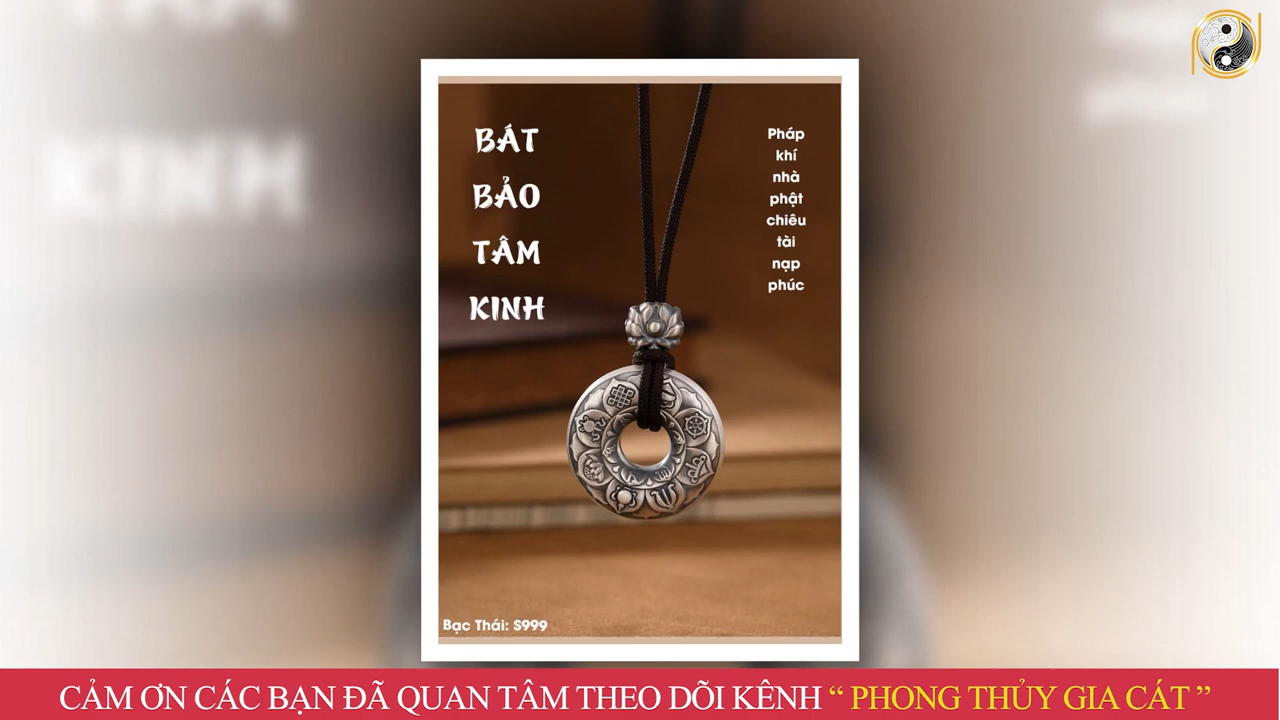 BÁT
BẢO
TÂM
KINH
Pháp
khí
nhà
phật
chiêu
tài
nạp
phúc
Bạc Thái: S999
CẢM ƠN CÁC BẠN ĐÃ QUAN TÂM THEO DÕI KÊNH “ PHONG THỦY GIA CÁT ”